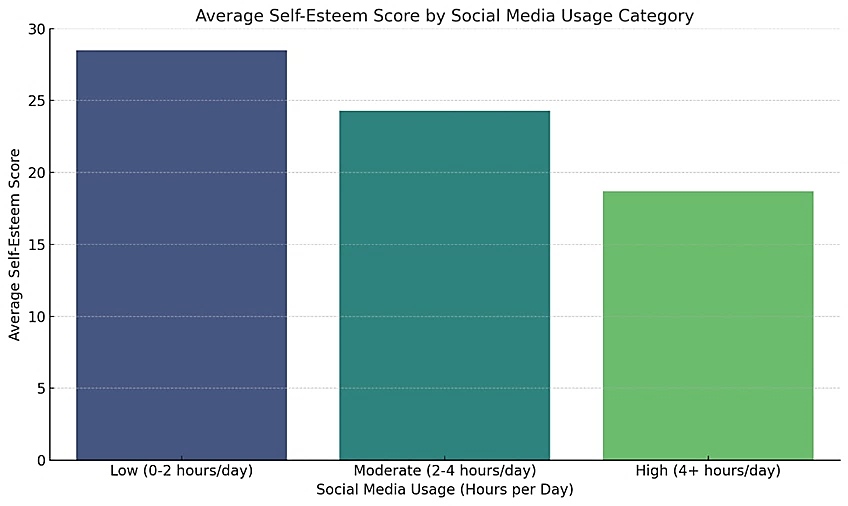 Average Self-Esteem Score by Social Media Usage Category
Average Self-Esteem Score
30
25
20
15
10
5
0
Low (0-2 hours/day)
Moderate (2-4 hours/day)
High (4+ hours/day)
Social Media Usage (Hours per Day)